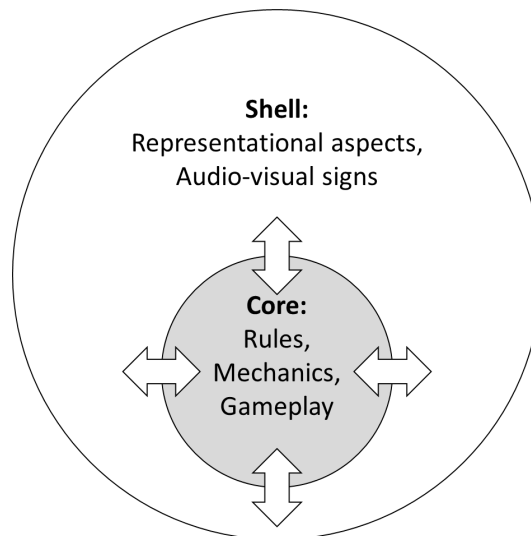 Shell:
Representational aspects,
Audio-visual signs
Core:
Rules,
Mechanics,
Gameplay